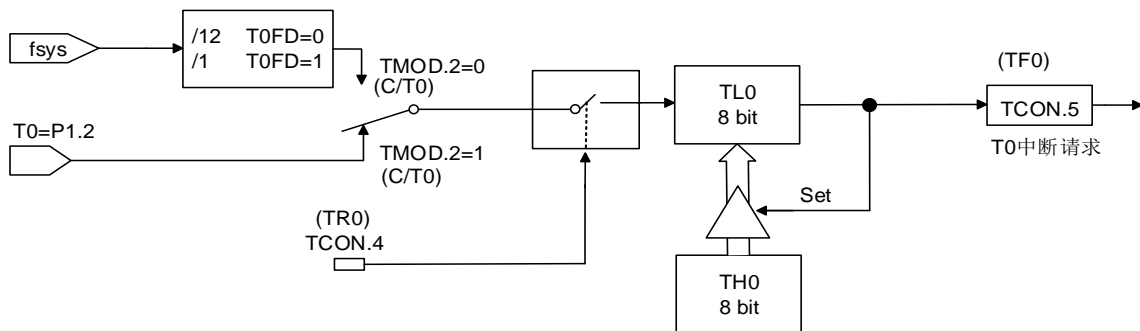 fsys
/12 T0FD=0
/1 T0FD=1
TMOD.2=0
(C/T0)
T0=P1.2
TMOD.2=1
(C/T0)
(TR0)
TCON.4
TL0
8 bit
(TF0)
TCON.5
T0中断请求
Set
TH0
8 bit